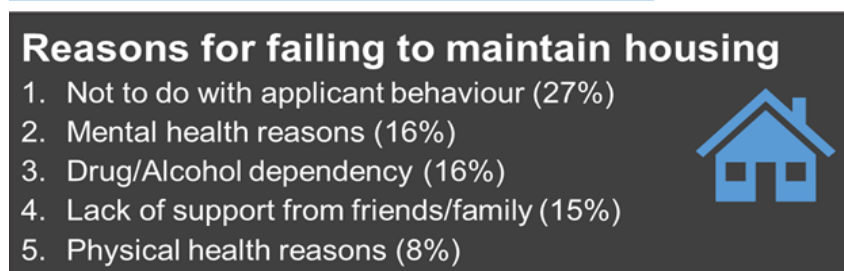 Reasons for failing to maintain housing
1. Not to do with applicant behaviour (27%)
2. Mental health reasons (16%)
3. Drug/Alcohol dependency (16%)
4. Lack of support from friends/family (15%)
5. Physical health reasons (8%)